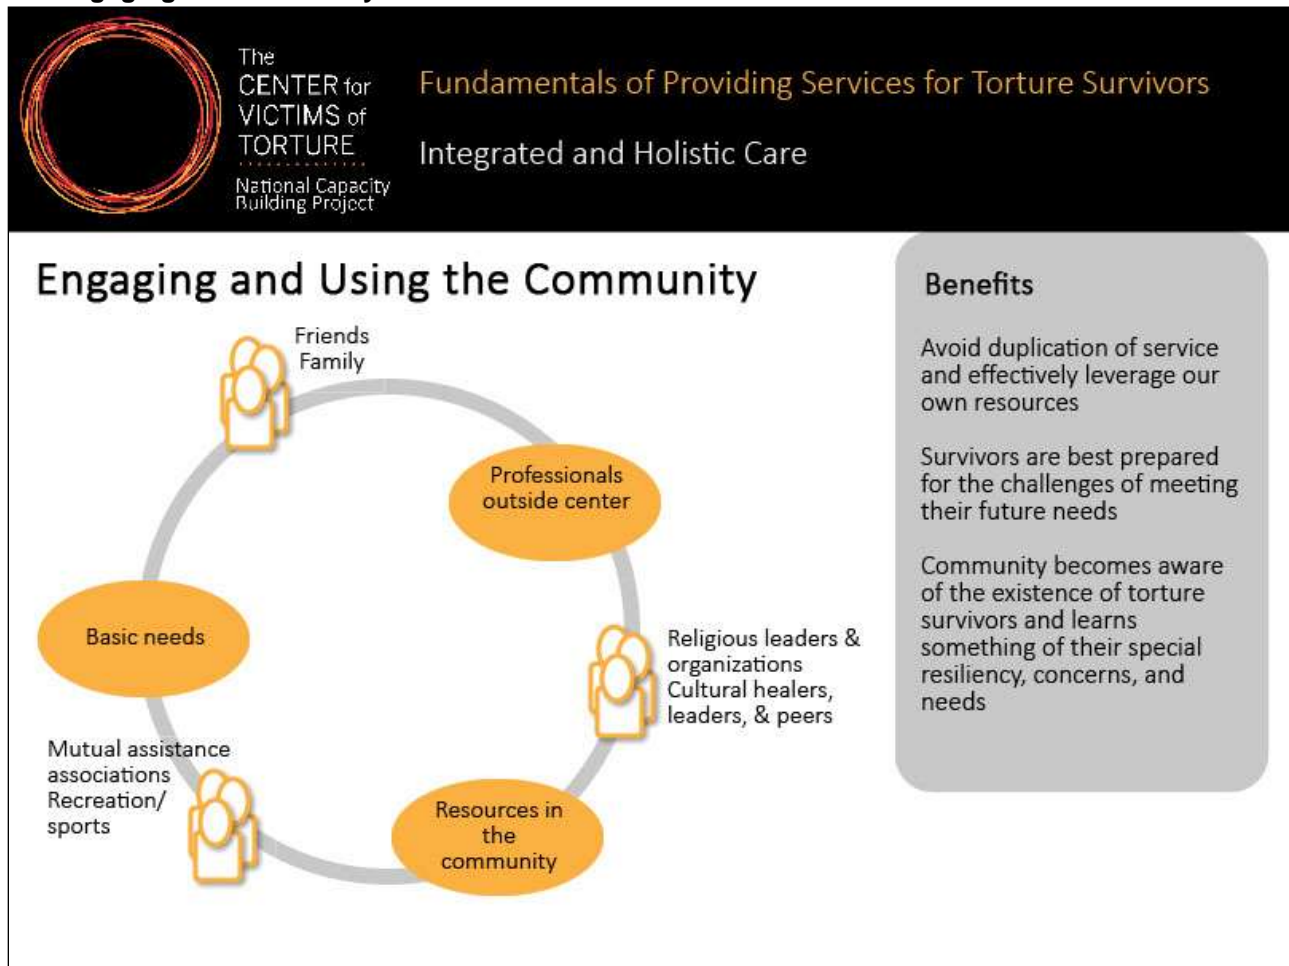 The
CENTER for
VICTIMS of
TORTURE
National Capacity
Building Project
Fundamentals of Providing Services for Torture Survivors
Integrated and Holistic Care
Engaging and Using the Community
Friends
Family
Professionals
outside center
Basic needs
Religious leaders &
organizations
Cultural healers,
leaders, & peers
Mutual assistance
associations
Recreation/
sports
Resources in
the
community
Benefits
Avoid duplication of service
and effectively leverage our
own resources
Survivors are best prepared
for the challenges of meeting
their future needs
Community becomes aware
of the existence of torture
survivors and learns
something of their special
resiliency, concerns, and
needs